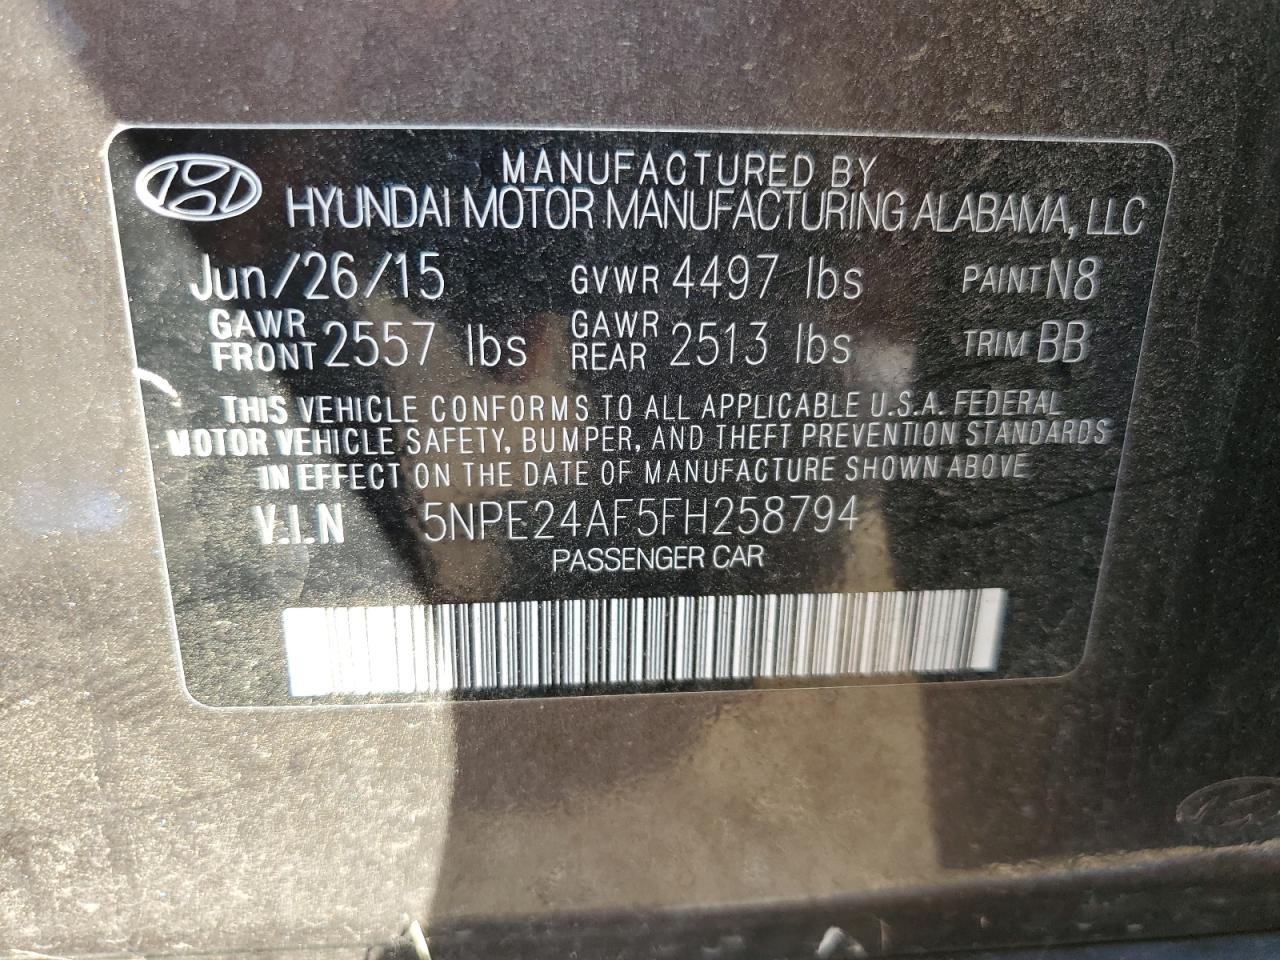 MANUFACTURED BY
HYUNDAI MOTOR MANUFACTURING ALABAMA, LLC
Jun/26/15 GVWR 4497 lbs PAINT N8
GAWR FRONT 2557 lbs GAWR REAR 2513 lbs TRIM BB
THIS VEHICLE CONFORMS TO ALL APPLICABLE U.S.A. FEDERAL
MOTOR VEHICLE SAFETY, BUMPER, AND THEFT PREVENTION STANDARDS
IN EFFECT ON THE DATE OF MANUFACTURE SHOWN ABOVE
V.I.N 5NPE24AF5FH258794
PASSENGER CAR